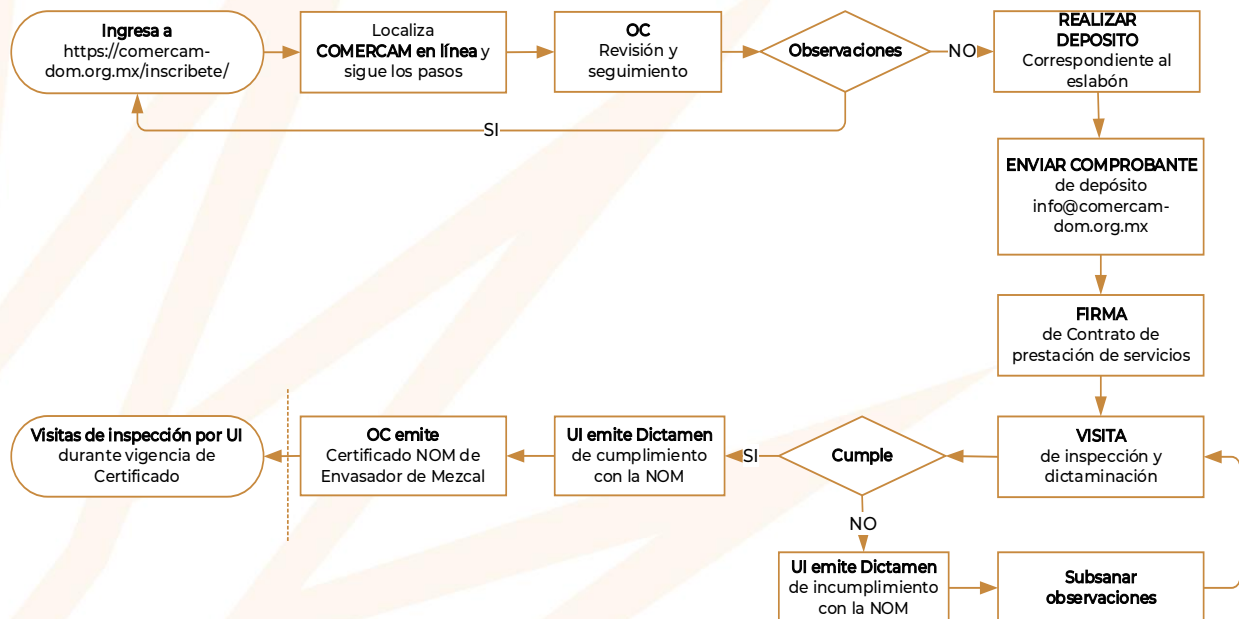 Ingresa a
https://comercam-
dom.org.mx/inscribete/
Localiza
COMERCAM en línea y
sigue los pasos
OC
Revisión y
seguimiento
Observaciones
NO
REALIZAR
DEPOSITO
Correspondiente al
eslabón
SI
ENVIAR COMPROBANTE
de depósito
info@comercam-
dom.org.mx
FIRMA
de Contrato de
prestación de servicios
VISITA
de inspección y
dictaminación
Cumple
SI
UI emite Dictamen
de cumplimiento
con la NOM
OC emite
Certificado NOM de
Envasador de Mezcal
Visitas de inspección por UI
durante vigencia de
Certificado
NO
UI emite Dictamen
de incumplimiento
con la NOM
Subsanar
observaciones